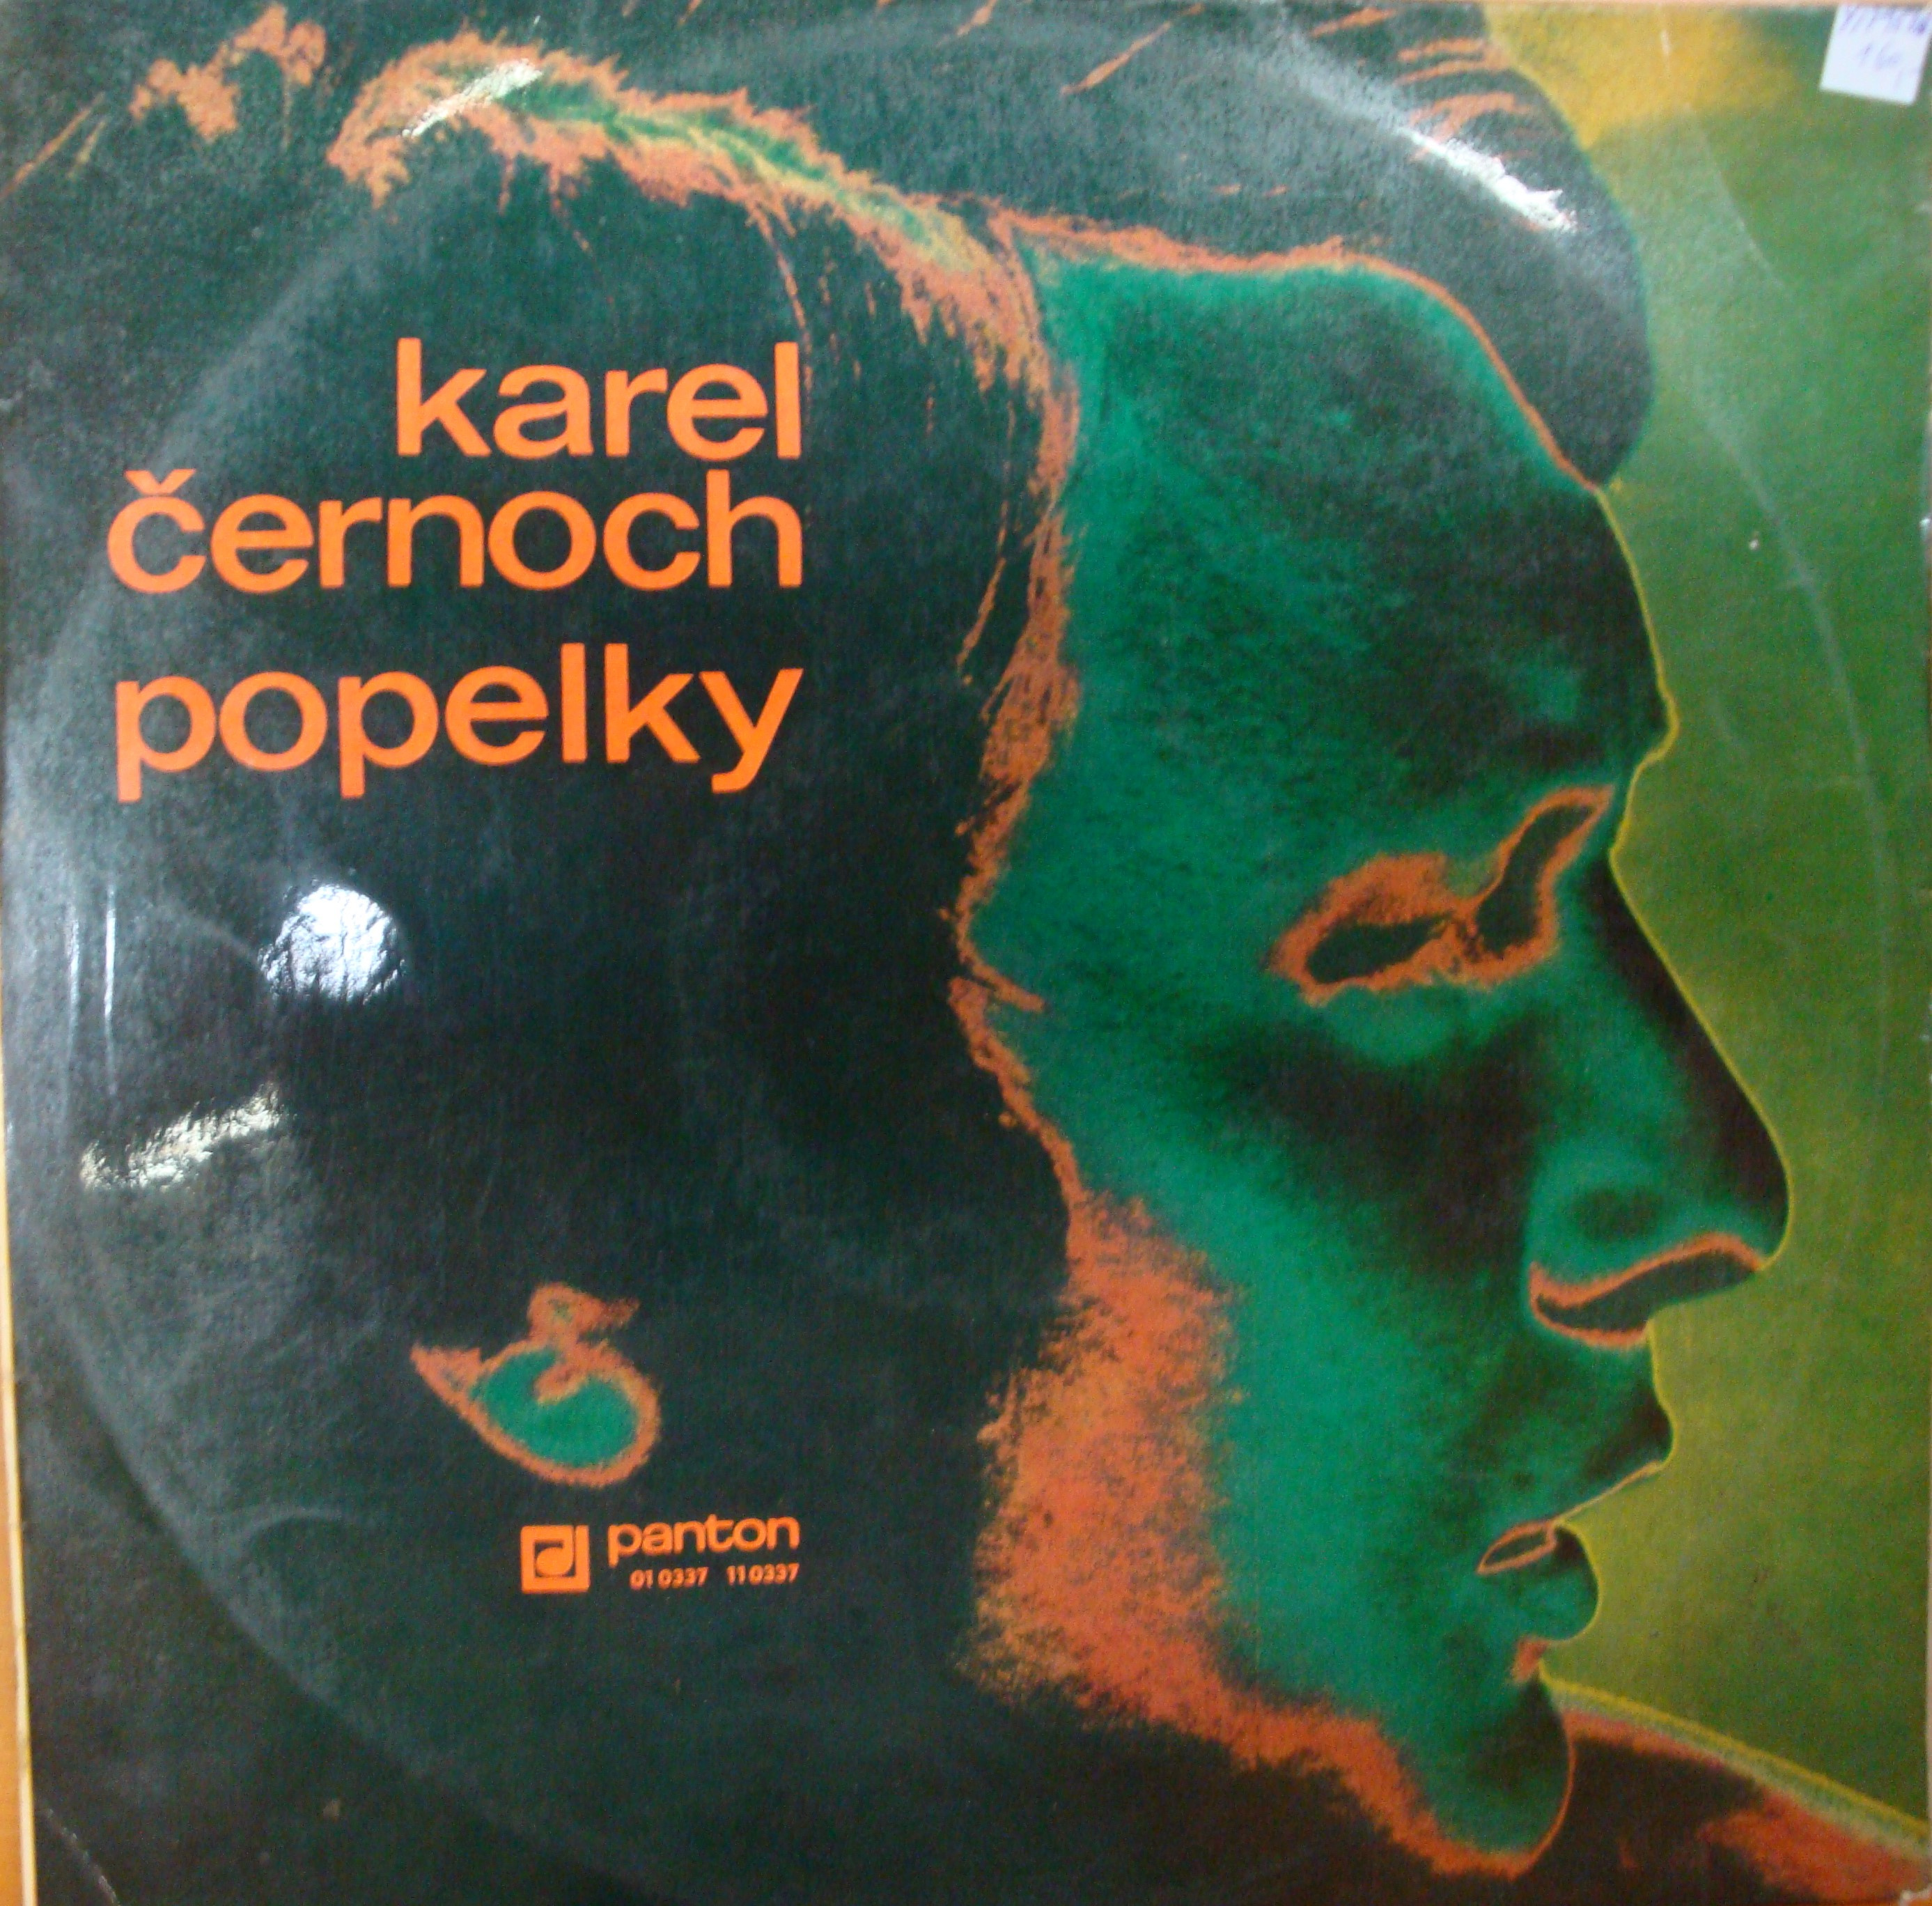 karel
černoch
popelky
panton
01 0337 11 0337